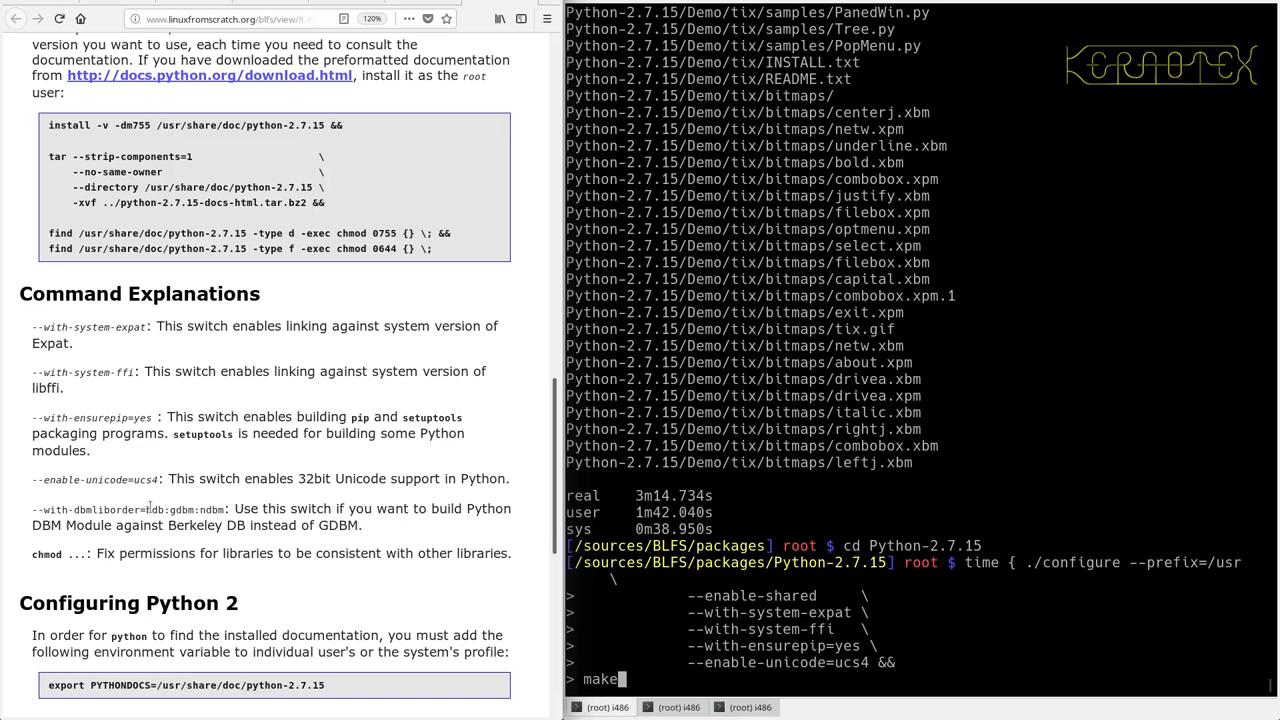 www.linuxfromscratch.org/blfs/view/8.4
120%
version you want to use, each time you need to consult the
documentation. If you have downloaded the preformatted documentation
from http://docs.python.org/download.html, install it as the root
user:
install -v -dm755 /usr/share/doc/python-2.7.15 &&
tar --strip-components=1 \
--no-same-owner \
--directory /usr/share/doc/python-2.7.15 \
-xvf ../python-2.7.15-docs-html.tar.bz2 &&
find /usr/share/doc/python-2.7.15 -type d -exec chmod 0755 {} \; &&
find /usr/share/doc/python-2.7.15 -type f -exec chmod 0644 {} \;
Command Explanations
--with-system-expat: This switch enables linking against system version of
Expat.
--with-system-ffi: This switch enables linking against system version of
libffi.
--with-ensurepip=yes : This switch enables building pip and setuptools
packaging programs. setuptools is needed for building some Python
modules.
--enable-unicode=ucs4: This switch enables 32bit Unicode support in Python.
--with-dbmliborder=bdb:gdbm:ndbm: Use this switch if you want to build Python
DBM Module against Berkeley DB instead of GDBM.
chmod ...: Fix permissions for libraries to be consistent with other libraries.
Configuring Python 2
In order for python to find the installed documentation, you must add the
following environment variable to individual user's or the system's profile:
export PYTHONDOCS=/usr/share/doc/python-2.7.15
Python-2.7.15/Demo/tix/samples/PanedWin.py
Python-2.7.15/Demo/tix/samples/Tree.py
Python-2.7.15/Demo/tix/samples/PopMenu.py
Python-2.7.15/Demo/tix/INSTALL.txt
Python-2.7.15/Demo/tix/README.txt
Python-2.7.15/Demo/tix/bitmaps/
Python-2.7.15/Demo/tix/bitmaps/centerj.xbm
Python-2.7.15/Demo/tix/bitmaps/netw.xpm
Python-2.7.15/Demo/tix/bitmaps/underline.xbm
Python-2.7.15/Demo/tix/bitmaps/bold.xbm
Python-2.7.15/Demo/tix/bitmaps/combobox.xpm
Python-2.7.15/Demo/tix/bitmaps/justify.xbm
Python-2.7.15/Demo/tix/bitmaps/filebox.xpm
Python-2.7.15/Demo/tix/bitmaps/optmenu.xpm
Python-2.7.15/Demo/tix/bitmaps/select.xpm
Python-2.7.15/Demo/tix/bitmaps/filebox.xbm
Python-2.7.15/Demo/tix/bitmaps/capital.xbm
Python-2.7.15/Demo/tix/bitmaps/combobox.xpm.1
Python-2.7.15/Demo/tix/bitmaps/exit.xpm
Python-2.7.15/Demo/tix/bitmaps/tix.gif
Python-2.7.15/Demo/tix/bitmaps/netw.xbm
Python-2.7.15/Demo/tix/bitmaps/about.xpm
Python-2.7.15/Demo/tix/bitmaps/drivea.xbm
Python-2.7.15/Demo/tix/bitmaps/drivea.xpm
Python-2.7.15/Demo/tix/bitmaps/italic.xbm
Python-2.7.15/Demo/tix/bitmaps/rightj.xbm
Python-2.7.15/Demo/tix/bitmaps/combobox.xbm
Python-2.7.15/Demo/tix/bitmaps/leftj.xbm
real 3m14.734s
user 1m42.040s
sys 0m38.950s
[/sources/BLFS/packages] root $ cd Python-2.7.15
[/sources/BLFS/packages/Python-2.7.15] root $ time { ./configure --prefix=/usr
\
> --enable-shared \
> --with-system-expat \
> --with-system-ffi \
> --with-ensurepip=yes \
> --enable-unicode=ucs4 &&
> make
(root) i486 (root) i486 (root) i486